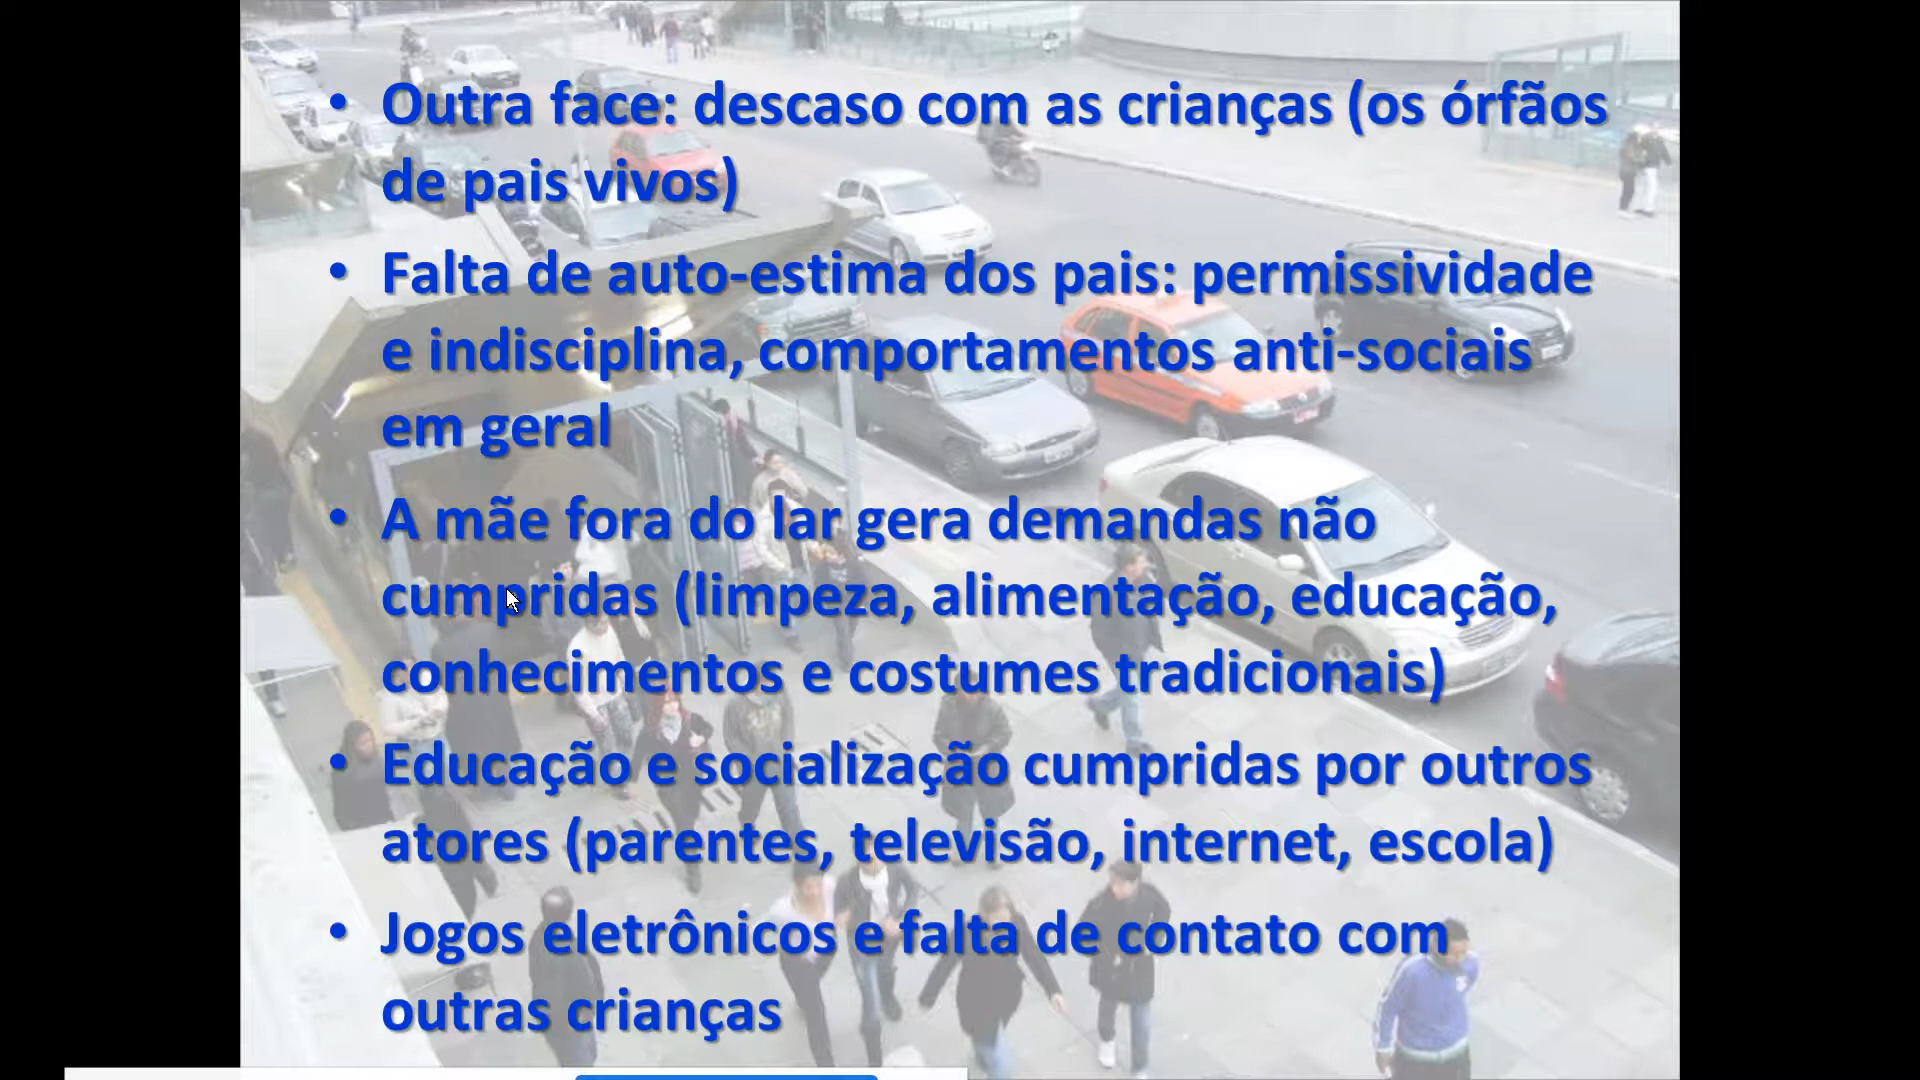 • Outra face: descaso com as crianças (os órfãos
de pais vivos)
• Falta de auto-estima dos pais: permissividade
e indisciplina, comportamentos anti-sociais
em geral
• A mãe fora do lar gera demandas não
cumpridas (limpeza, alimentação, educação,
conhecimentos e costumes tradicionais)
• Educação e socialização cumpridas por outros
atores (parentes, televisão, internet, escola)
• Jogos eletrônicos e falta de contato com
outras crianças